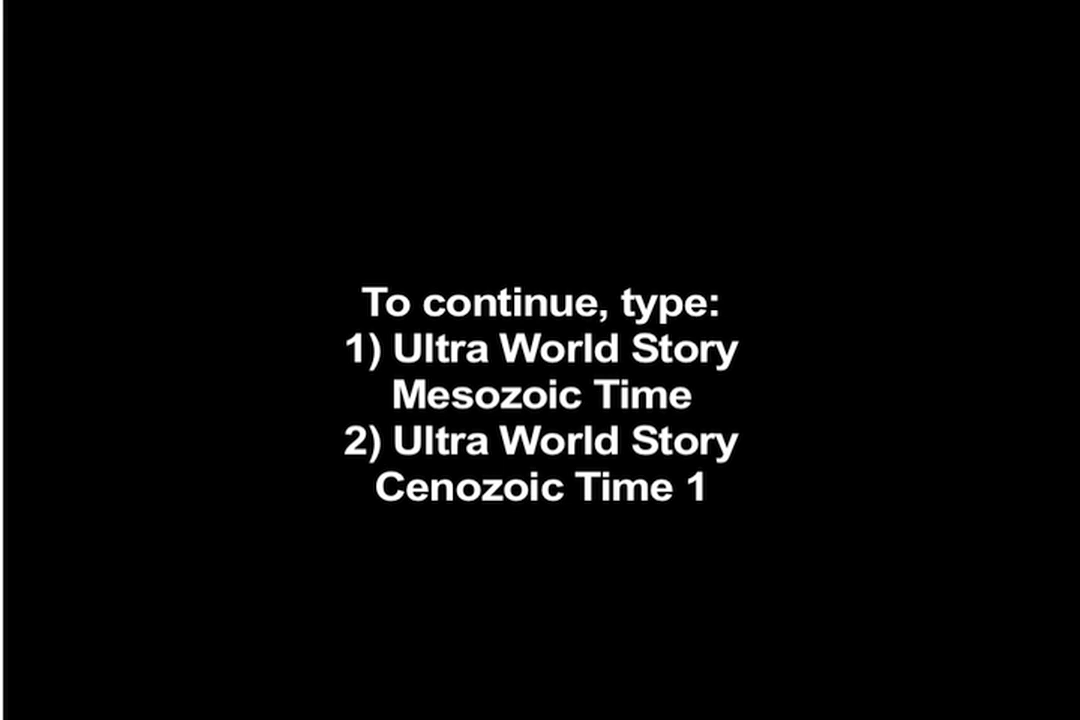 To continue, type:
1) Ultra World Story
Mesozoic Time
2) Ultra World Story
Cenozoic Time 1